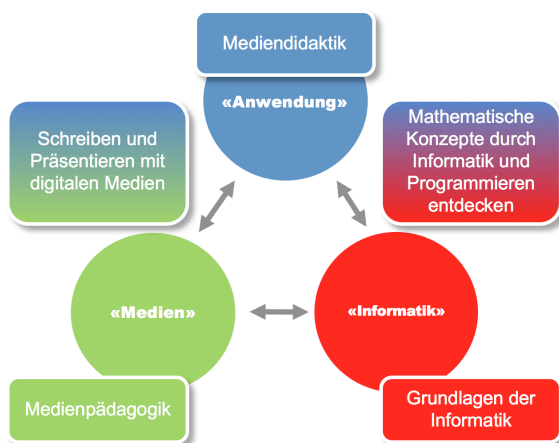 Mediendidaktik
«Anwendung»
Schreiben und
Präsentieren mit
digitalen Medien
Mathematische
Konzepte durch
Informatik und
Programmieren
entdecken
«Medien»
«Informatik»
Medienpädagogik
Grundlagen der
Informatik